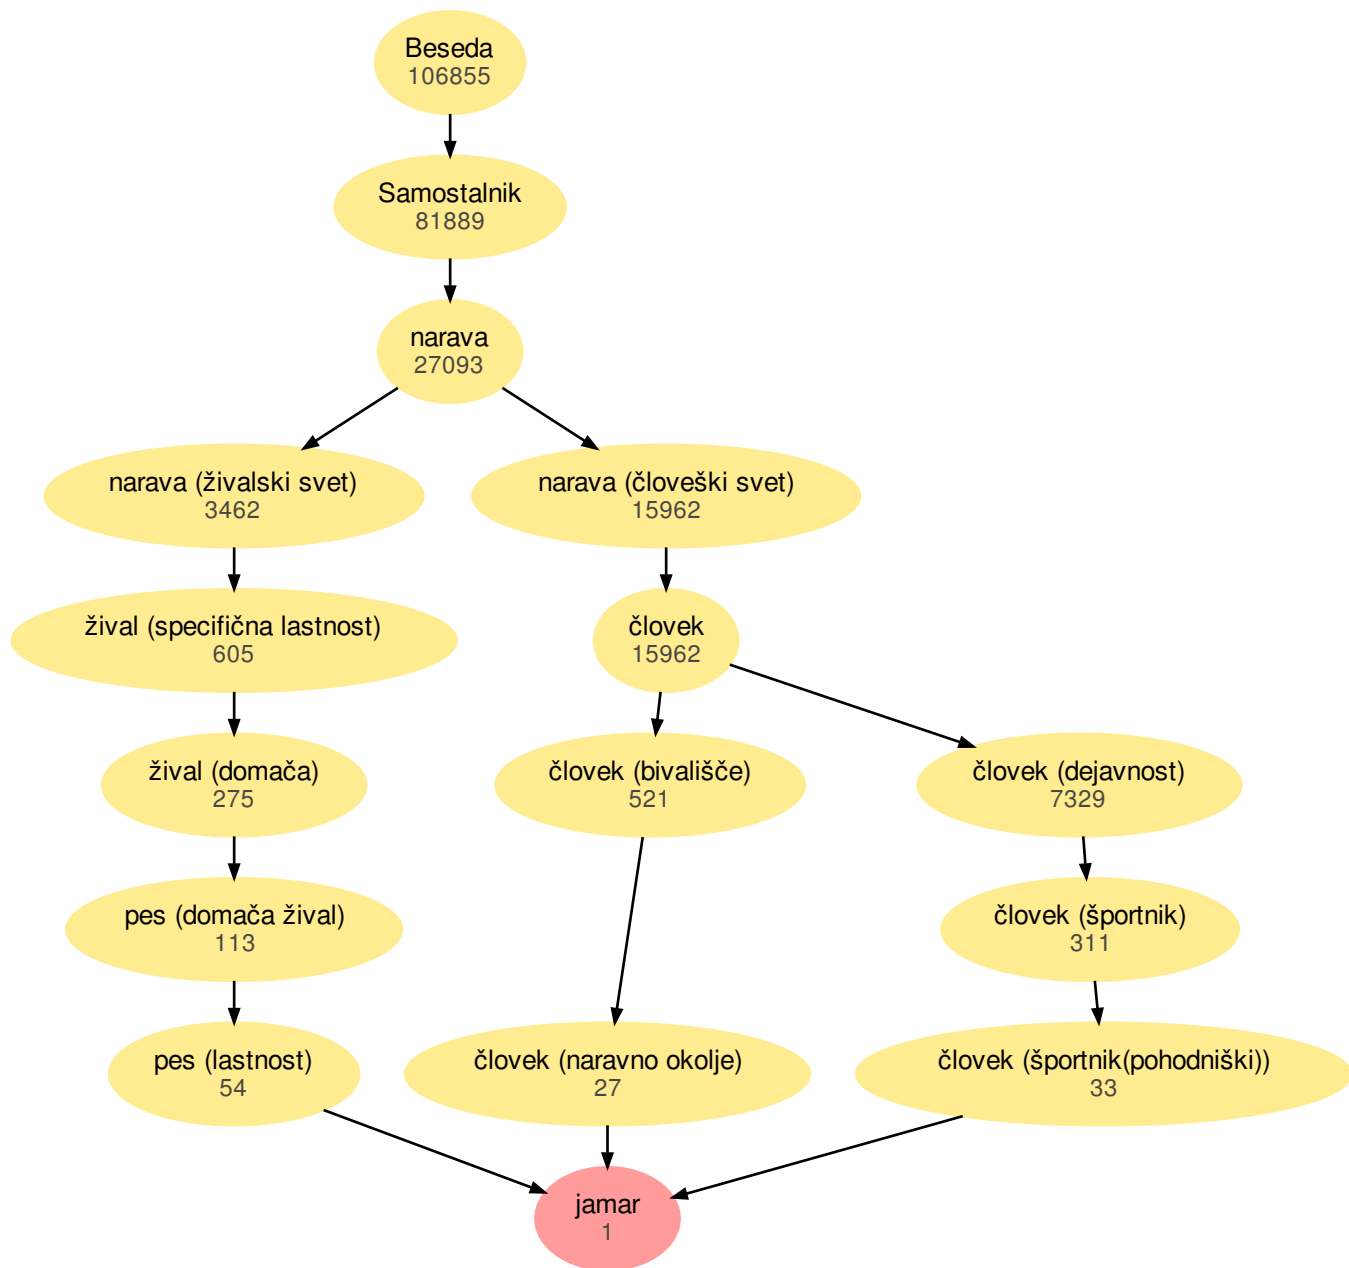 Beseda
106855
Samostalnik
81889
narava
27093
narava (živalski svet)
3462
narava (človeški svet)
15962
žival (specifična lastnost)
605
človek
15962
žival (domača)
275
človek (bivališče)
521
človek (dejavnost)
7329
pes (domača žival)
113
človek (športnik)
311
pes (lastnost)
54
človek (naravno okolje)
27
človek (športnik(pohodniški))
33
jamar
1